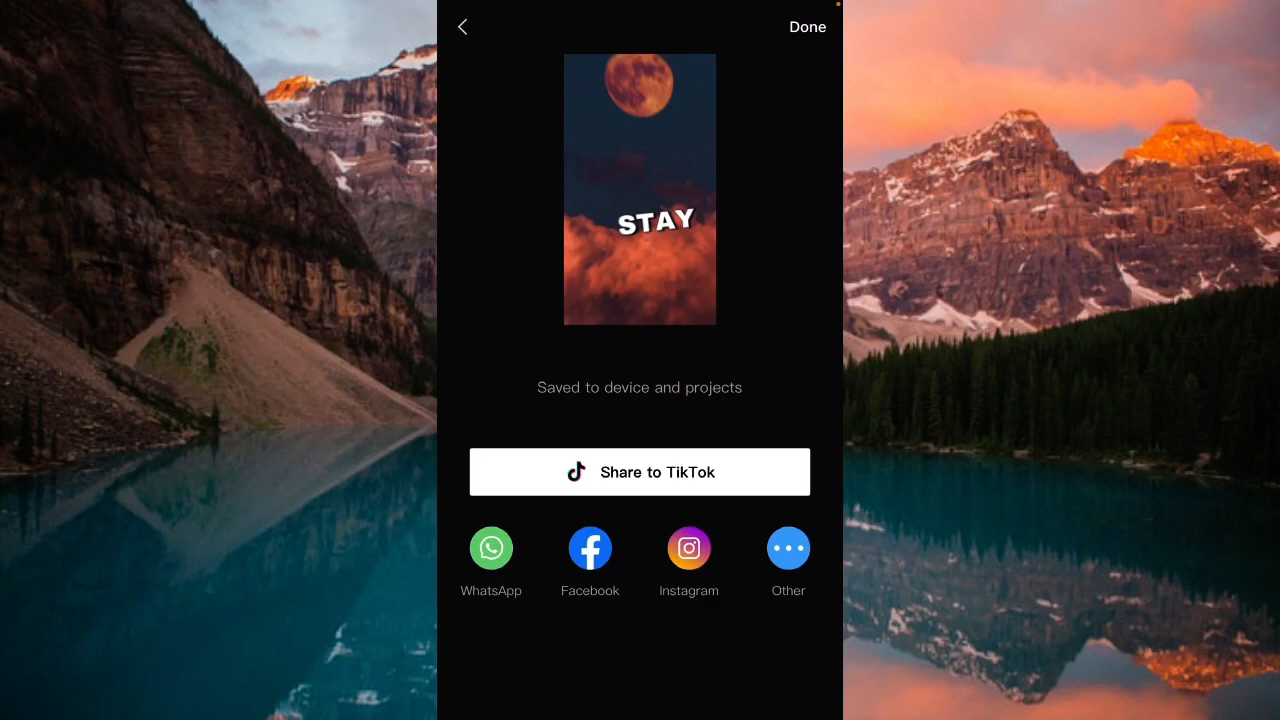 Done
STAY
Saved to device and projects
Share to TikTok
WhatsApp
Facebook
Instagram
Other